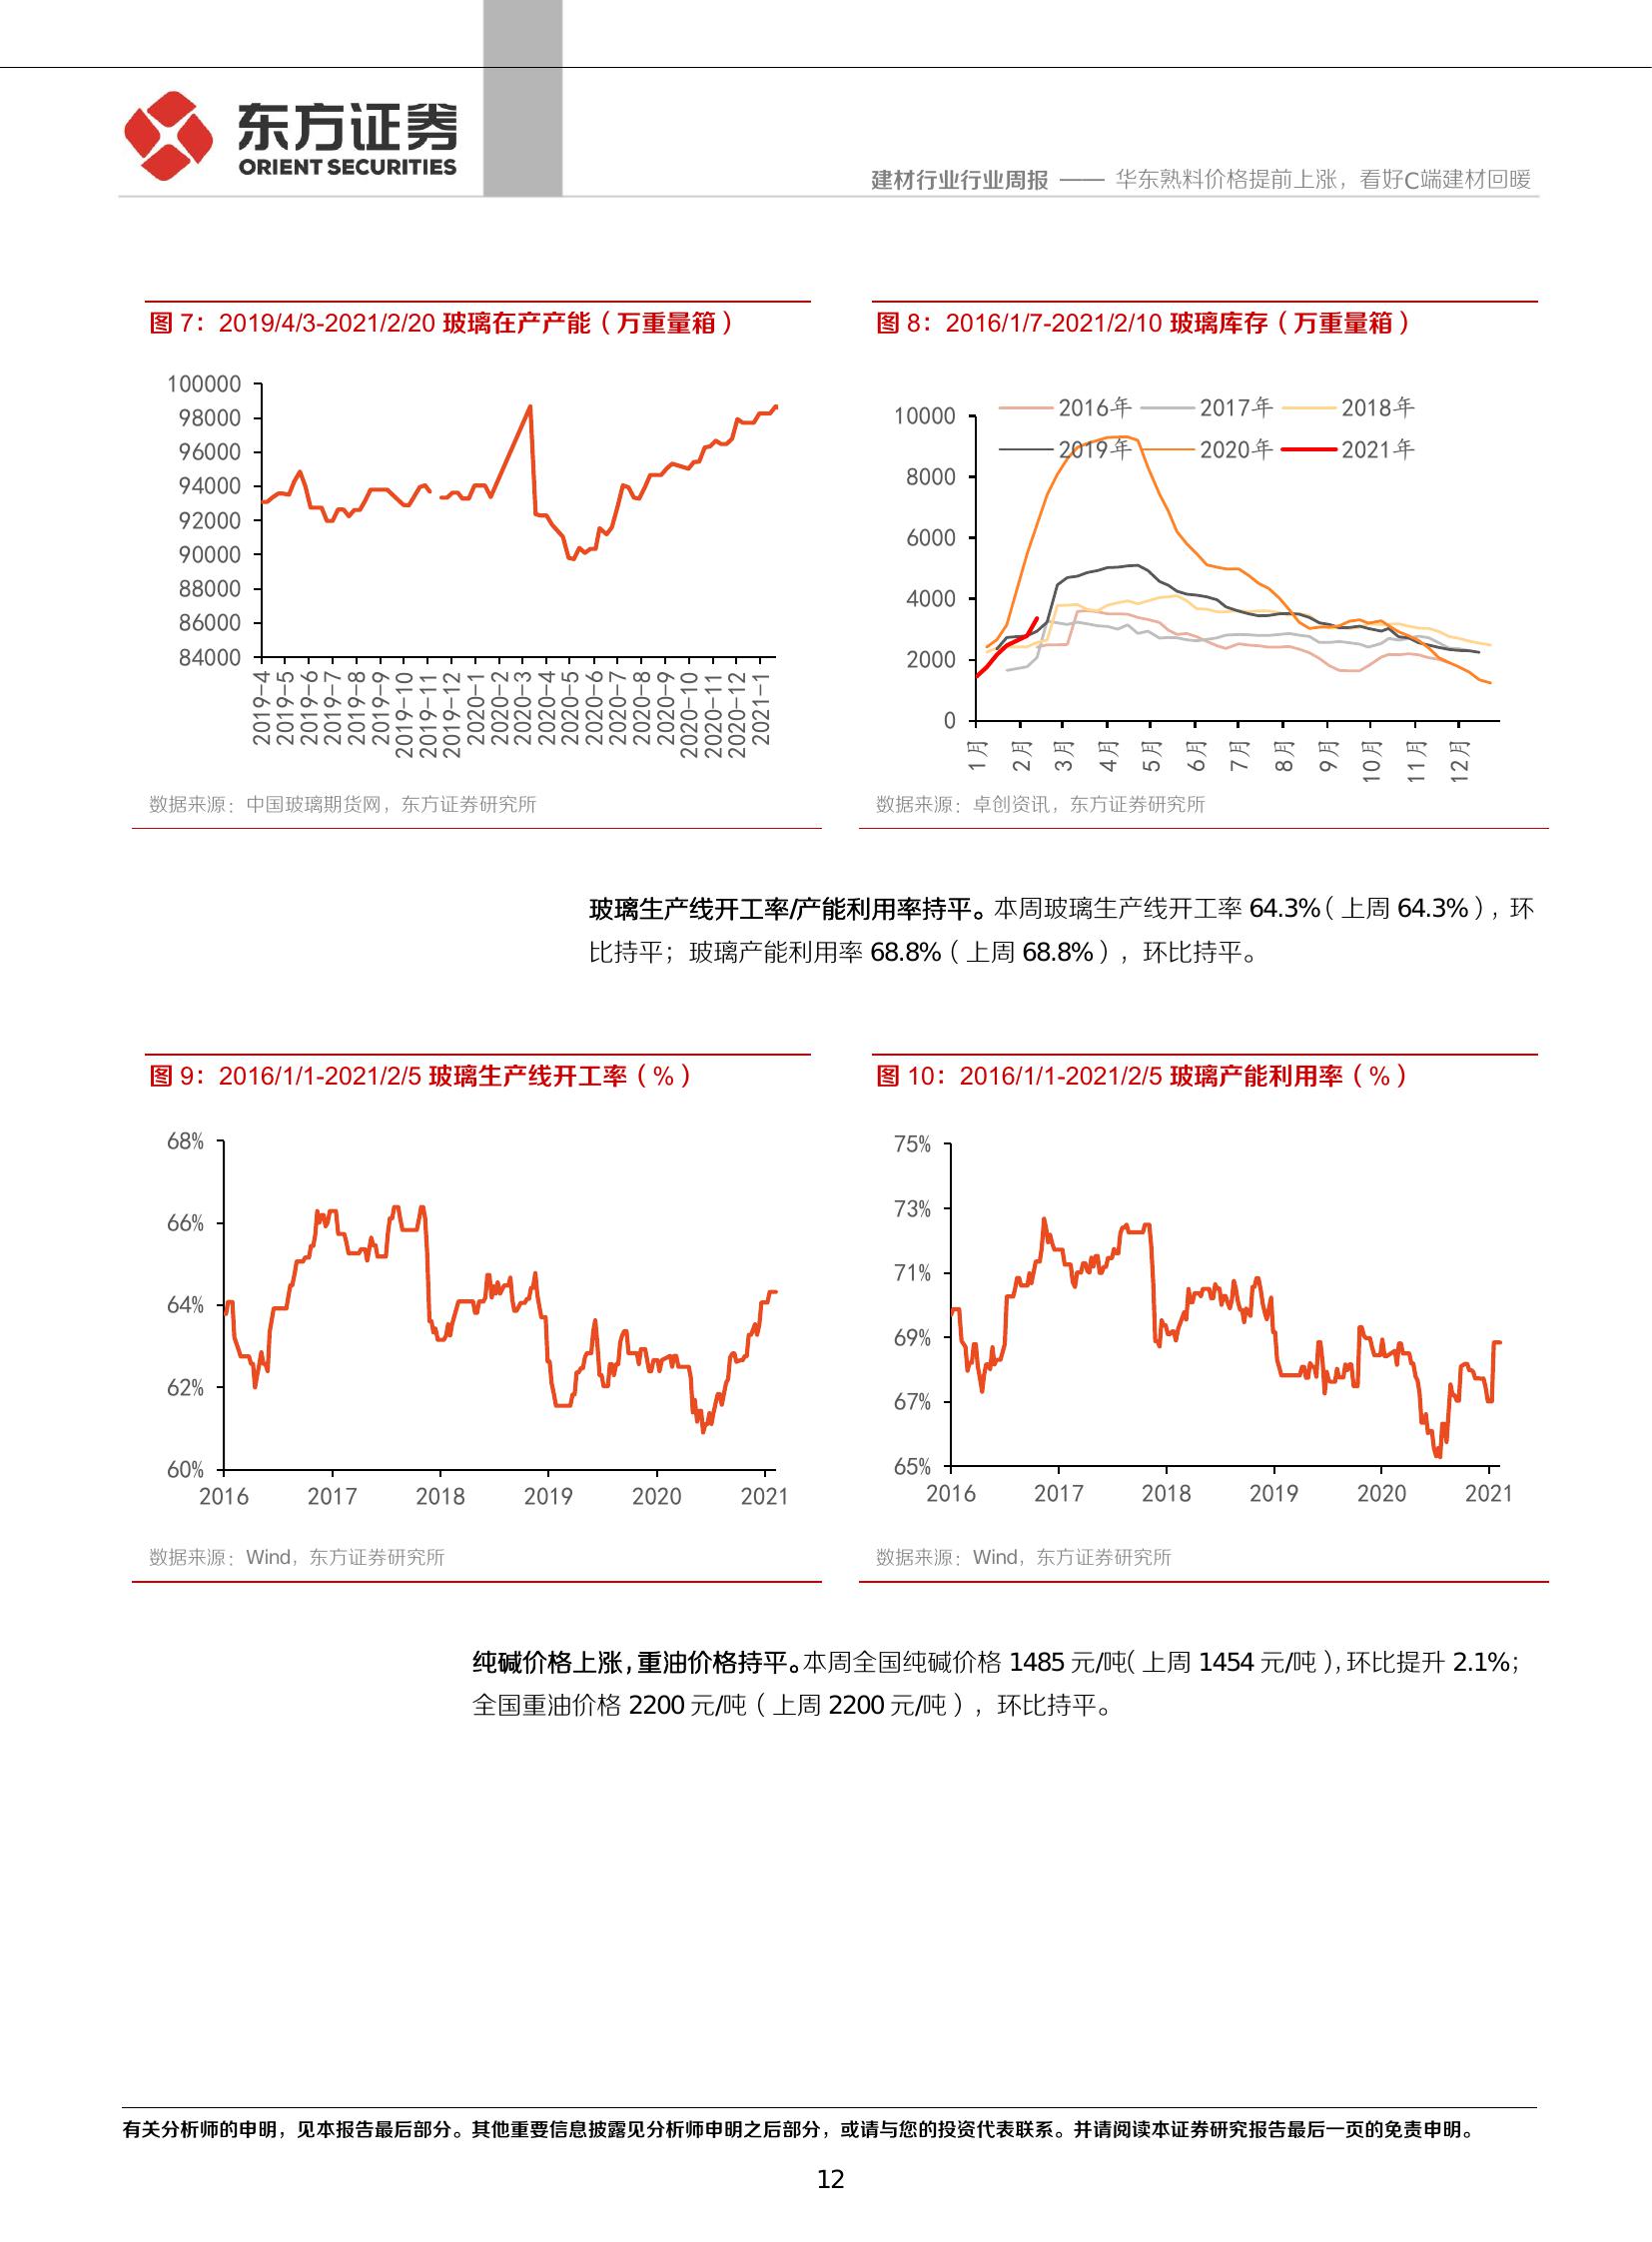 东方证券
ORIENT SECURITIES
建材行业行业周报 —— 华东熟料价格提前上涨，看好C端建材回暖
图 7：2019/4/3-2021/2/20 玻璃在产产能（万重量箱）
100000
98000
96000
94000
92000
90000
88000
86000
84000
2019-4
2019-5
2019-6
2019-7
2019-8
2019-9
2019-10
2019-11
2019-12
2020-1
2020-2
2020-3
2020-4
2020-5
2020-6
2020-7
2020-8
2020-9
2020-10
2020-11
2020-12
2021-1
数据来源：中国玻璃期货网，东方证券研究所
图 8：2016/1/7-2021/2/10 玻璃库存（万重量箱）
2016年 2017年 2018年
2019年 2020年 2021年
10000
8000
6000
4000
2000
0
1月
2月
3月
4月
5月
6月
7月
8月
9月
10月
11月
12月
数据来源：卓创资讯，东方证券研究所
玻璃生产线开工率/产能利用率持平。本周玻璃生产线开工率 64.3%（上周 64.3%），环
比持平；玻璃产能利用率 68.8%（上周 68.8%），环比持平。
图 9：2016/1/1-2021/2/5 玻璃生产线开工率（%）
68%
66%
64%
62%
60%
2016 2017 2018 2019 2020 2021
数据来源：Wind，东方证券研究所
图 10：2016/1/1-2021/2/5 玻璃产能利用率（%）
75%
73%
71%
69%
67%
65%
2016 2017 2018 2019 2020 2021
数据来源：Wind，东方证券研究所
纯碱价格上涨，重油价格持平。本周全国纯碱价格 1485 元/吨（上周 1454 元/吨），环比提升 2.1%；
全国重油价格 2200 元/吨（上周 2200 元/吨），环比持平。
有关分析师的申明，见本报告最后部分。其他重要信息披露见分析师申明之后部分，或请与您的投资代表联系。并请阅读本证券研究报告最后一页的免责申明。
12